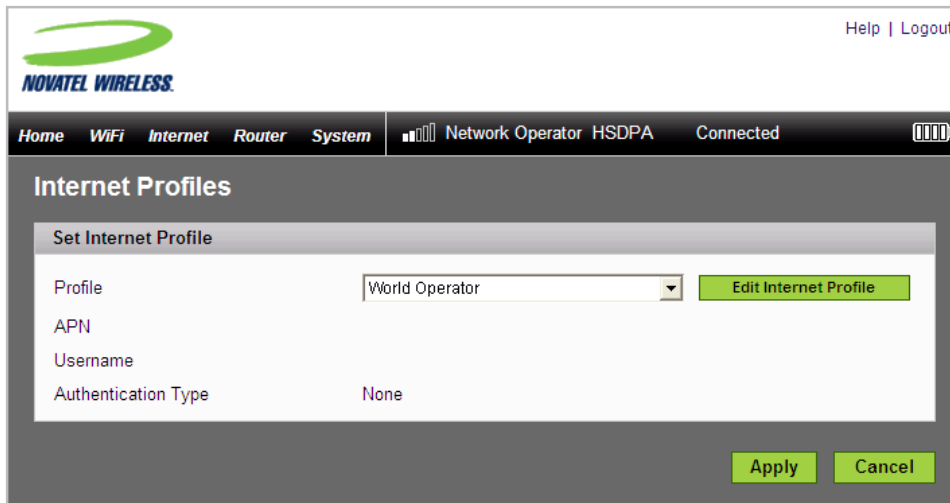 Help | Logout
NOVATEL WIRELESS.
Home WiFi Internet Router System Network Operator HSDPA Connected
Internet Profiles
Set Internet Profile
Profile World Operator Edit Internet Profile
APN
Username
Authentication Type None
Apply Cancel